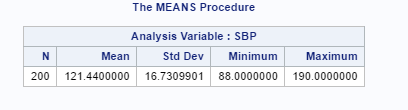 The MEANS Procedure
Analysis Variable : SBP
N Mean Std Dev Minimum Maximum
200 121.4400000 16.7309901 88.0000000 190.0000000